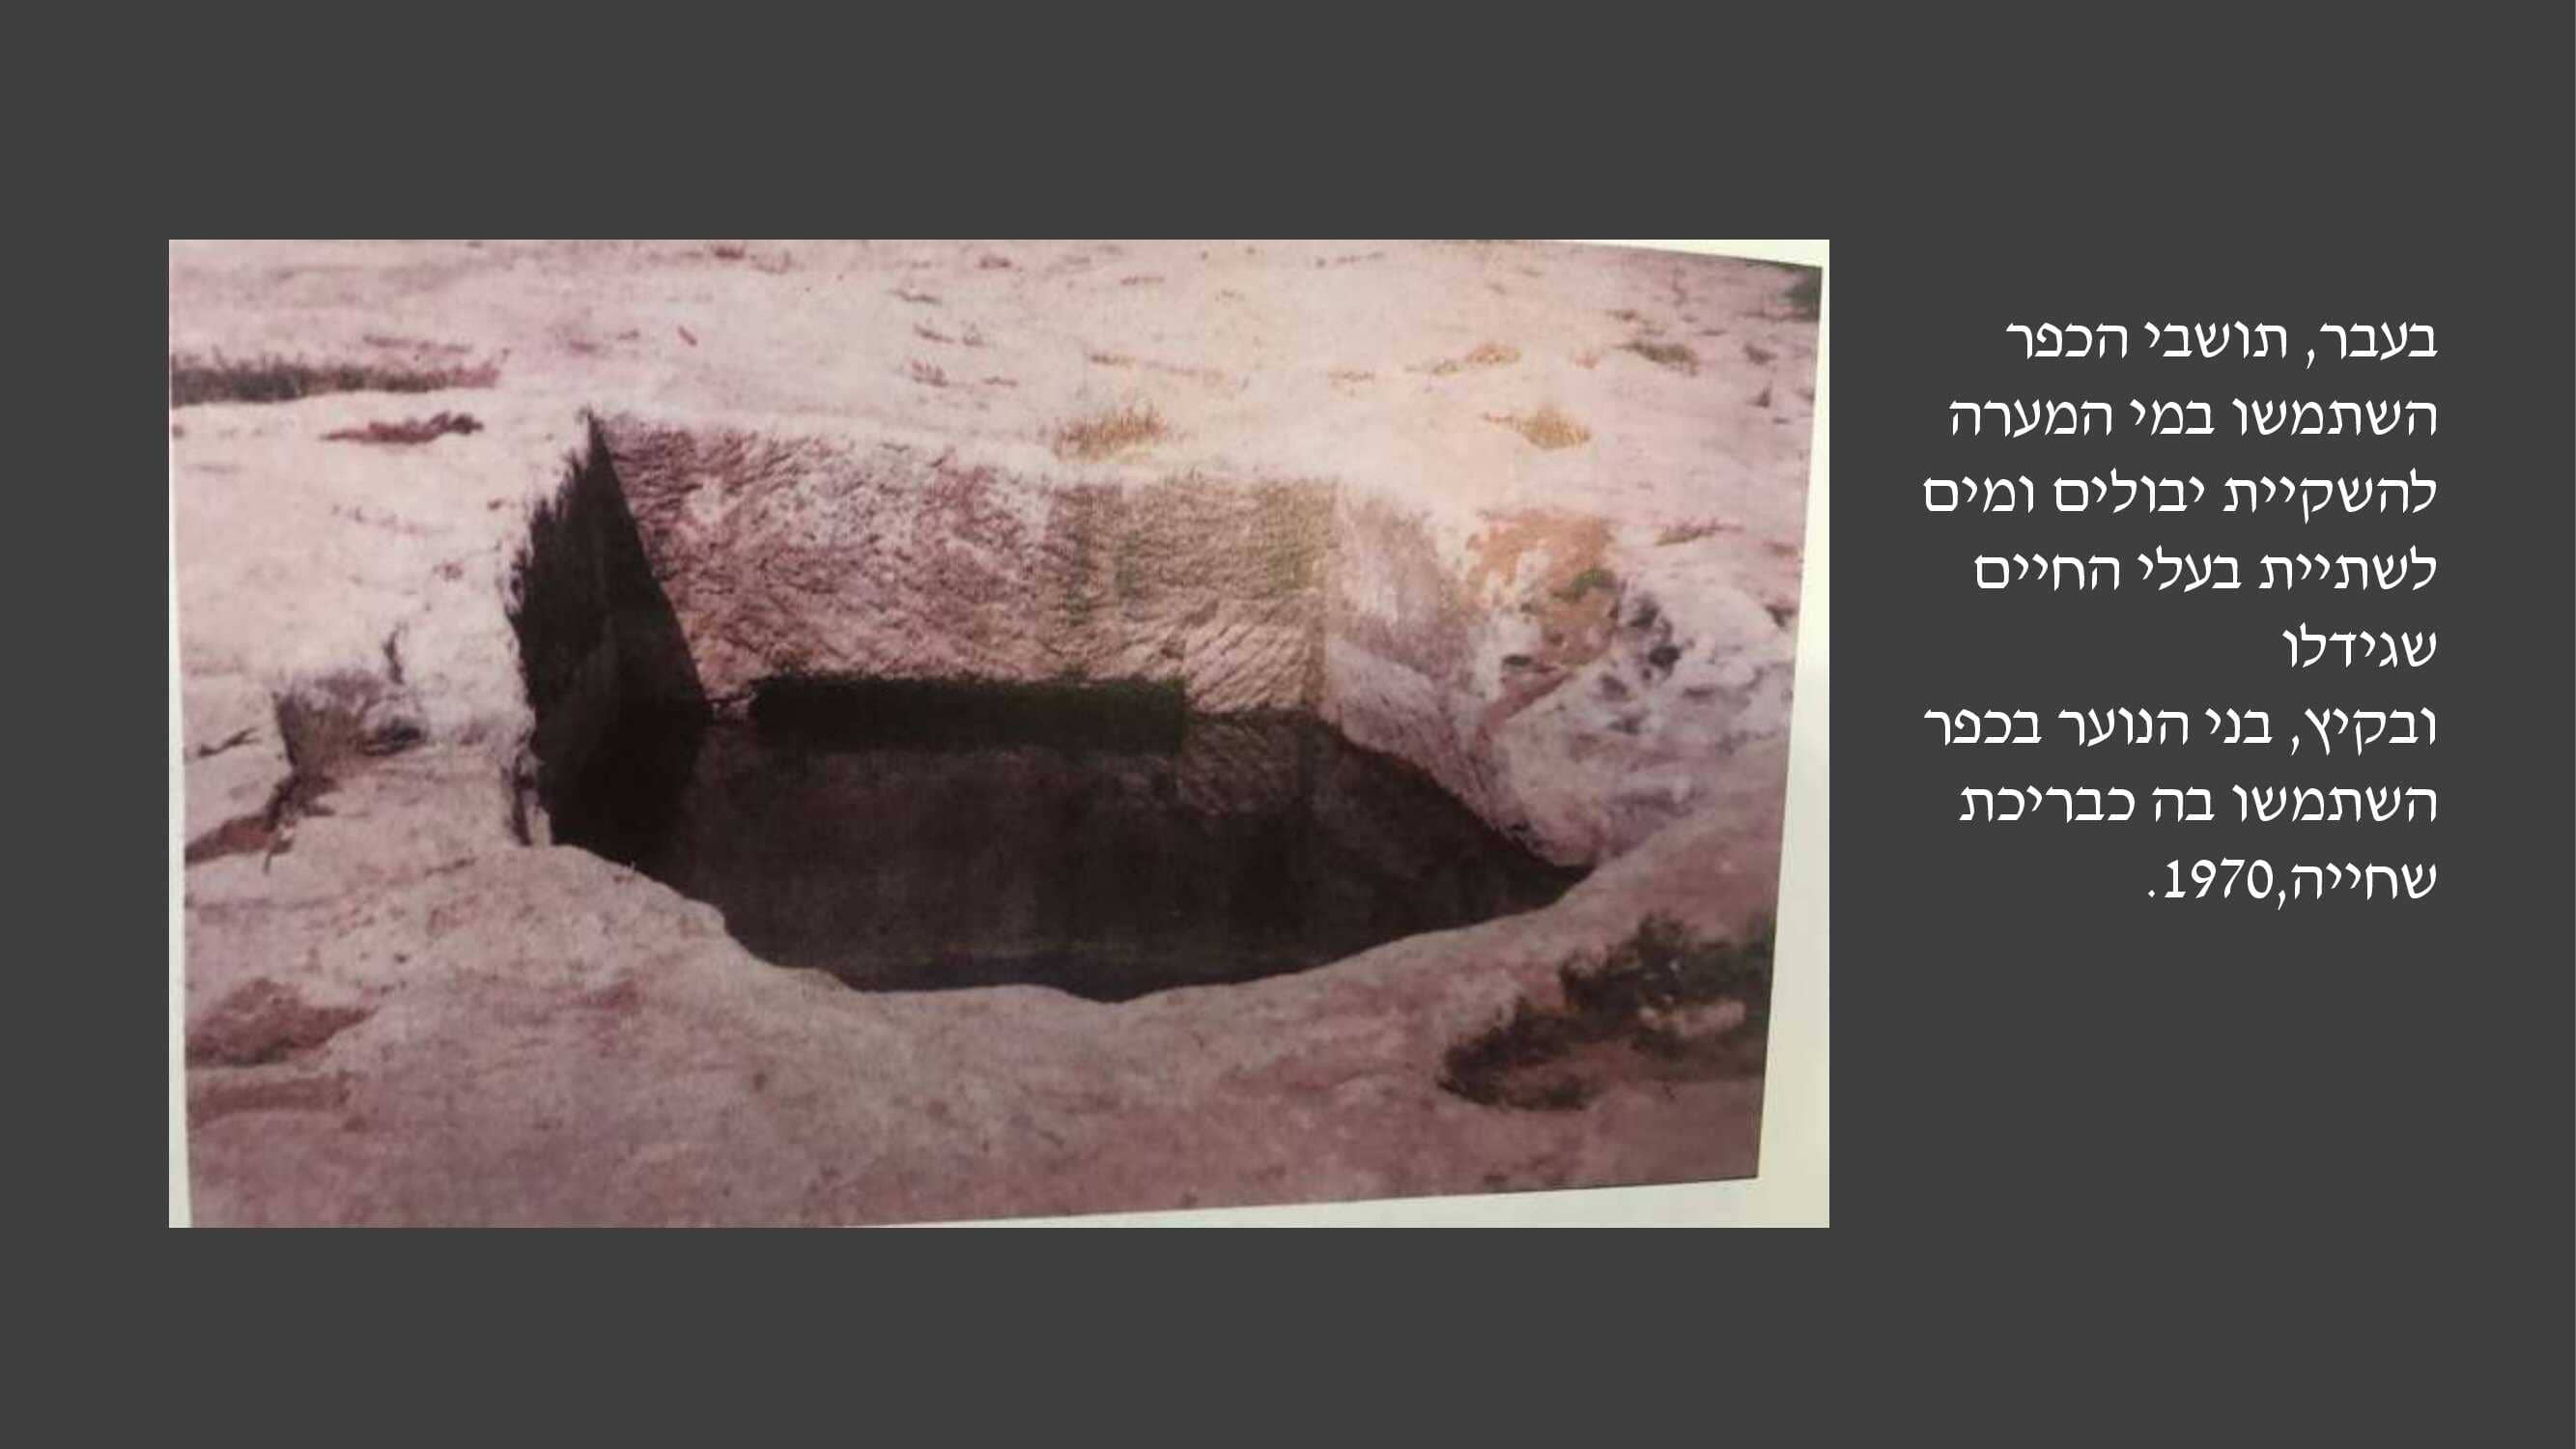 בעבר, תושבי הכפר
השתמשו במי המערה
להשקיית יבולים ומים
לשתיית בעלי החיים
שגידלו
ובקיץ, בני הנוער בכפר
השתמשו בה כבריכת
שחייה,1970.